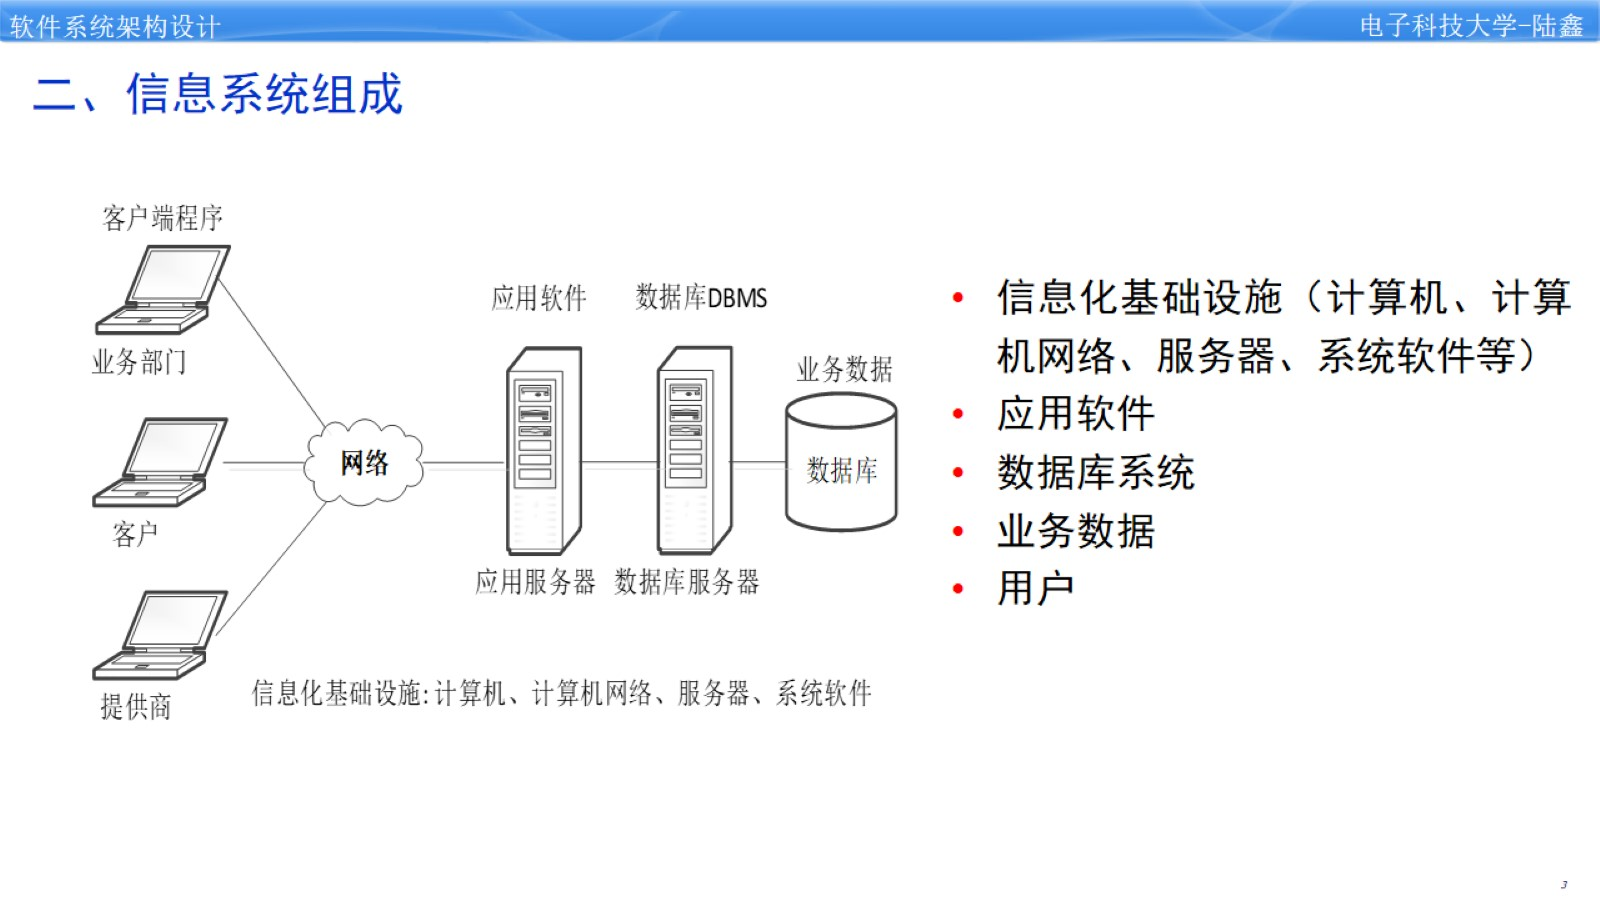 软件系统架构设计
电子科技大学-陆鑫
二、信息系统组成
客户端程序
业务部门
客户
提供商
网络
应用软件
数据库DBMS
业务数据
数据库
应用服务器
数据库服务器
信息化基础设施:计算机、计算机网络、服务器、系统软件
• 信息化基础设施（计算机、计算
机网络、服务器、系统软件等）
• 应用软件
• 数据库系统
• 业务数据
• 用户
3